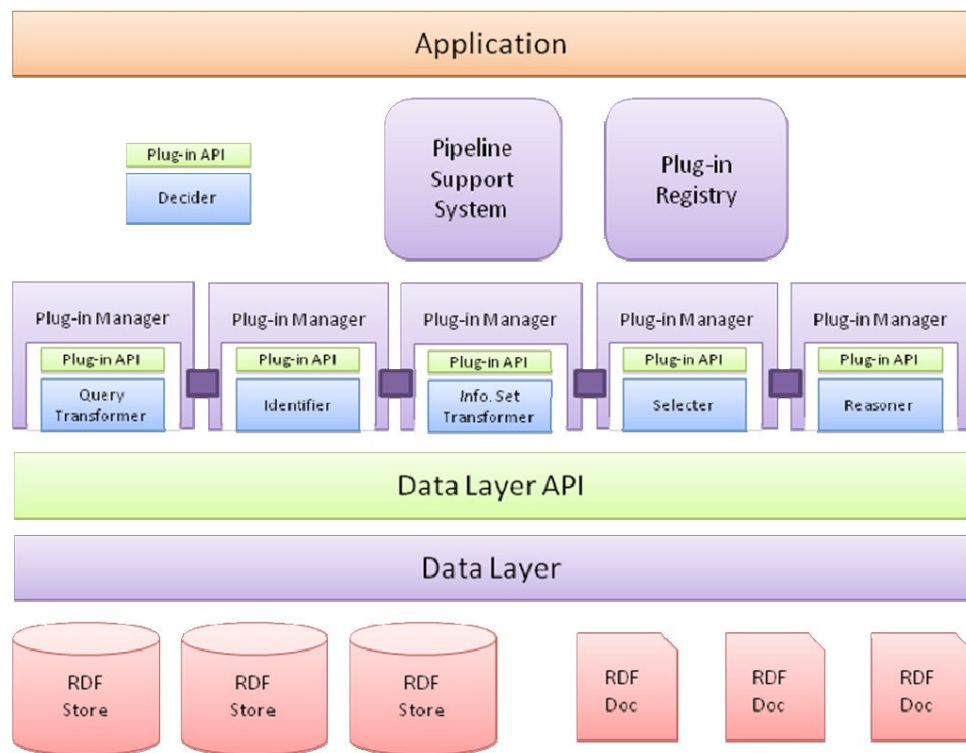 Application
Plug-in API
Decider
Pipeline
Support
System
Plug-in
Registry
Plug-in Manager
Plug-in API
Query
Transformer
Plug-in Manager
Plug-in API
Identifier
Plug-in Manager
Plug-in API
Info. Set
Transformer
Plug-in Manager
Plug-in API
Selecter
Plug-in Manager
Plug-in API
Reasoner
Data Layer API
Data Layer
RDF
Store
RDF
Store
RDF
Store
RDF
Doc
RDF
Doc
RDF
Doc